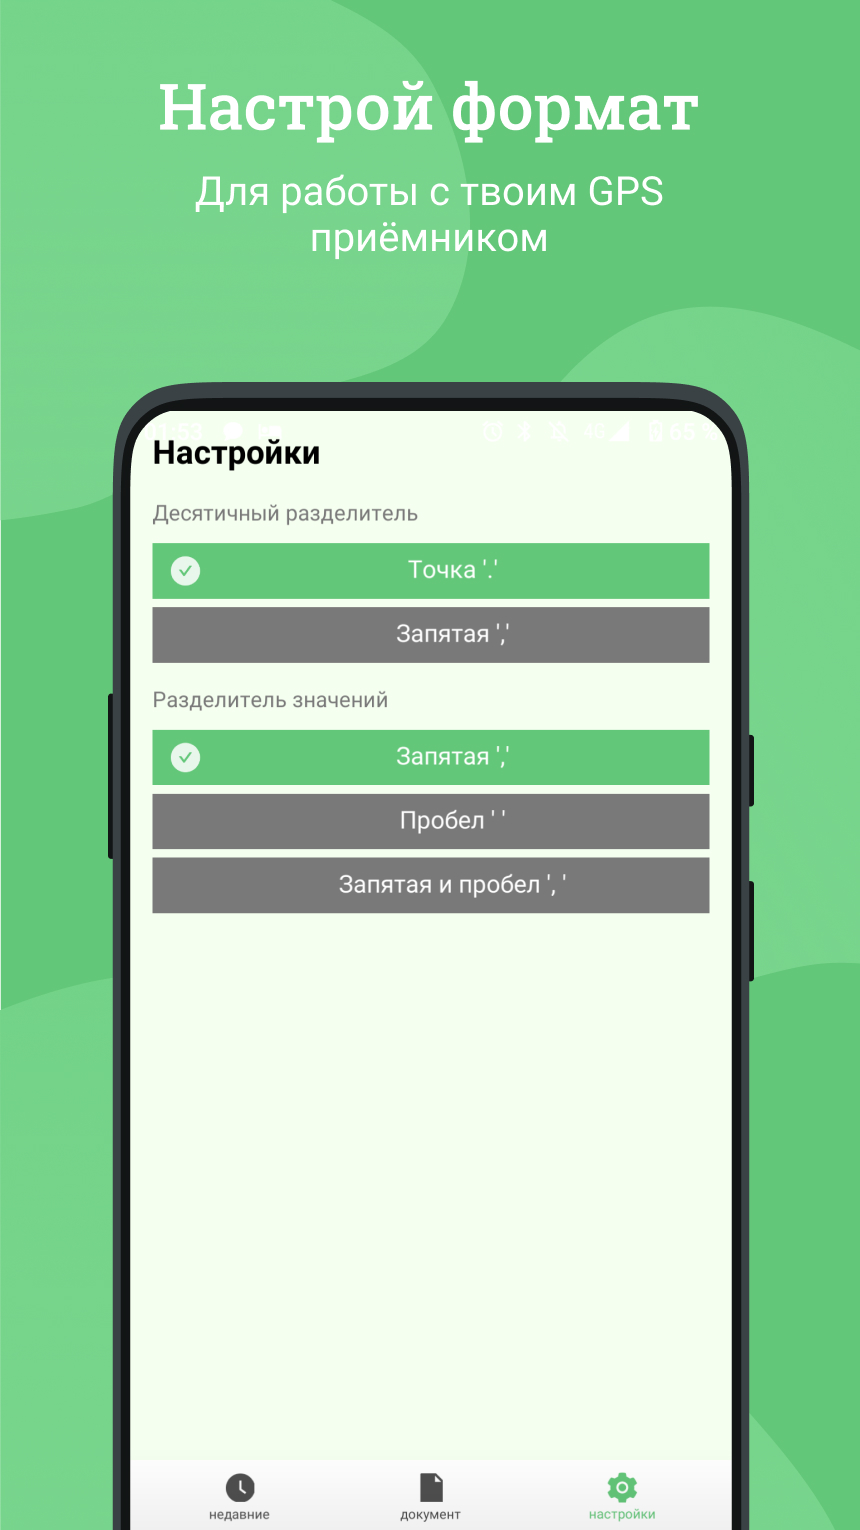 Настрой формат
Для работы с твоим GPS
приёмником
Настройки
Десятичный разделитель
Точка '.'
Запятая ','
Разделитель значений
Запятая ','
Пробел ' '
Запятая и пробел ', '
недавние
документ
настройки